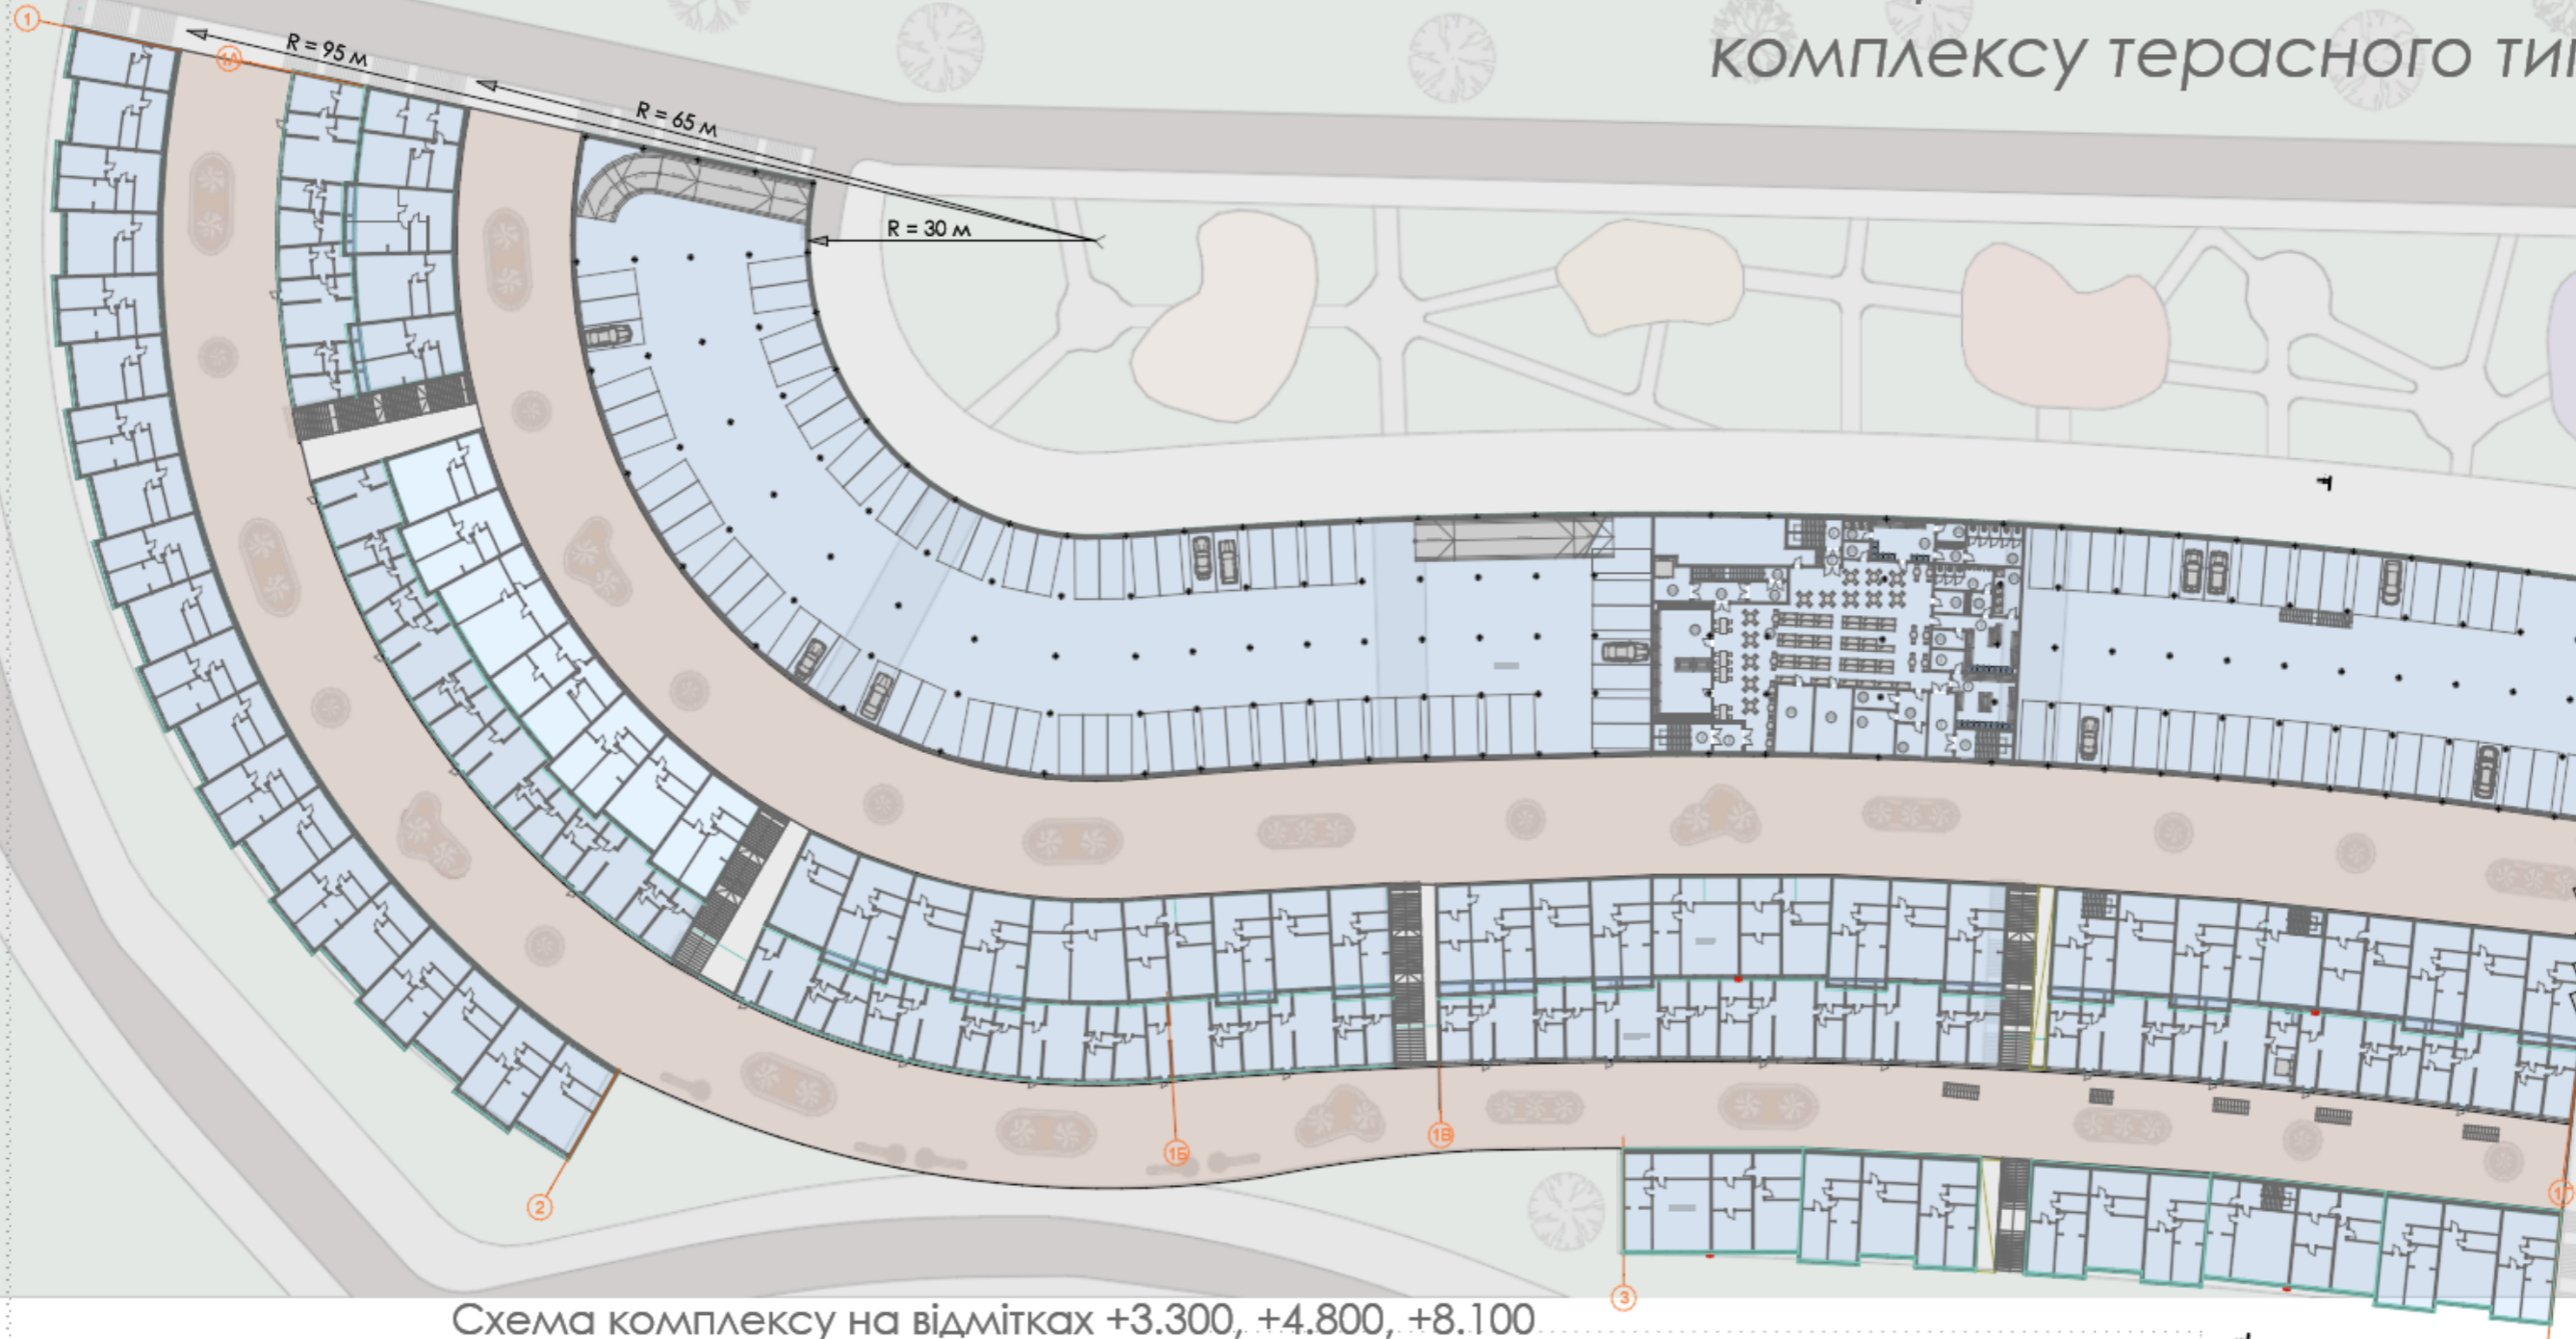 1
комплексу терасного
R = 95 м
1А
R = 65 м
R = 30 м
1Б
1В
2
3
Схема комплексу на відмітках +3.300, +4.800, +8.100